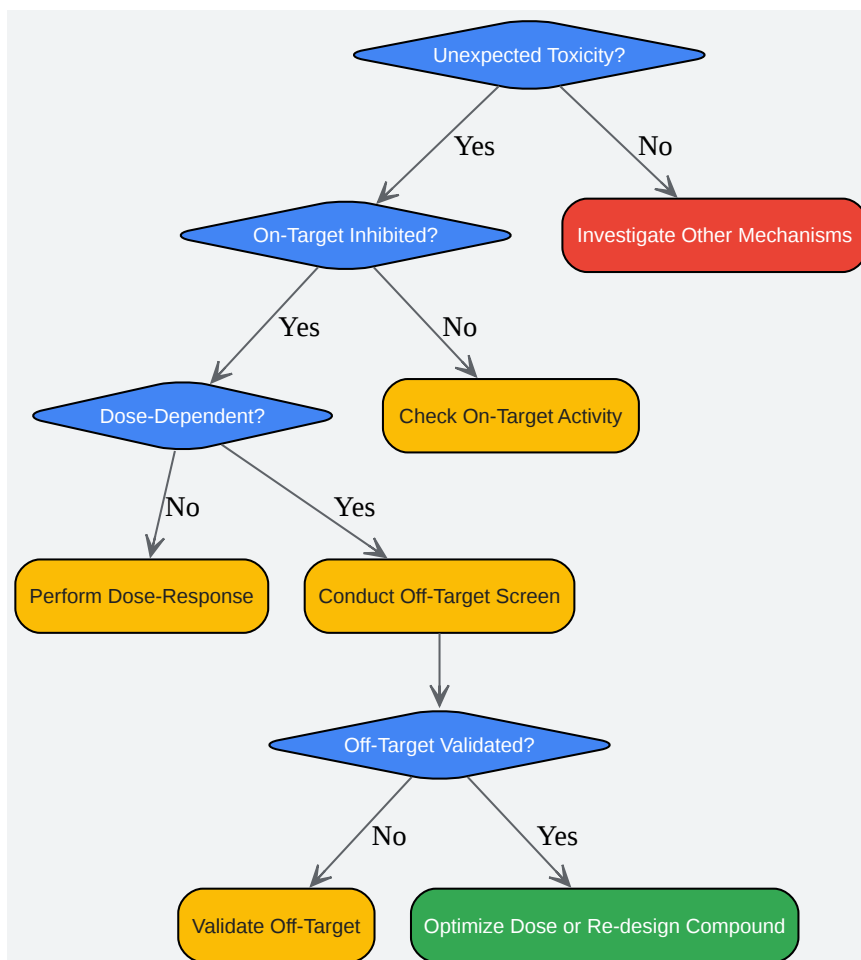 Unexpected Toxicity?
Yes
No
On-Target Inhibited?
Investigate Other Mechanisms
Yes
No
Dose-Dependent?
Check On-Target Activity
No
Yes
Perform Dose-Response
Conduct Off-Target Screen
Off-Target Validated?
No
Yes
Validate Off-Target
Optimize Dose or Re-design Compound